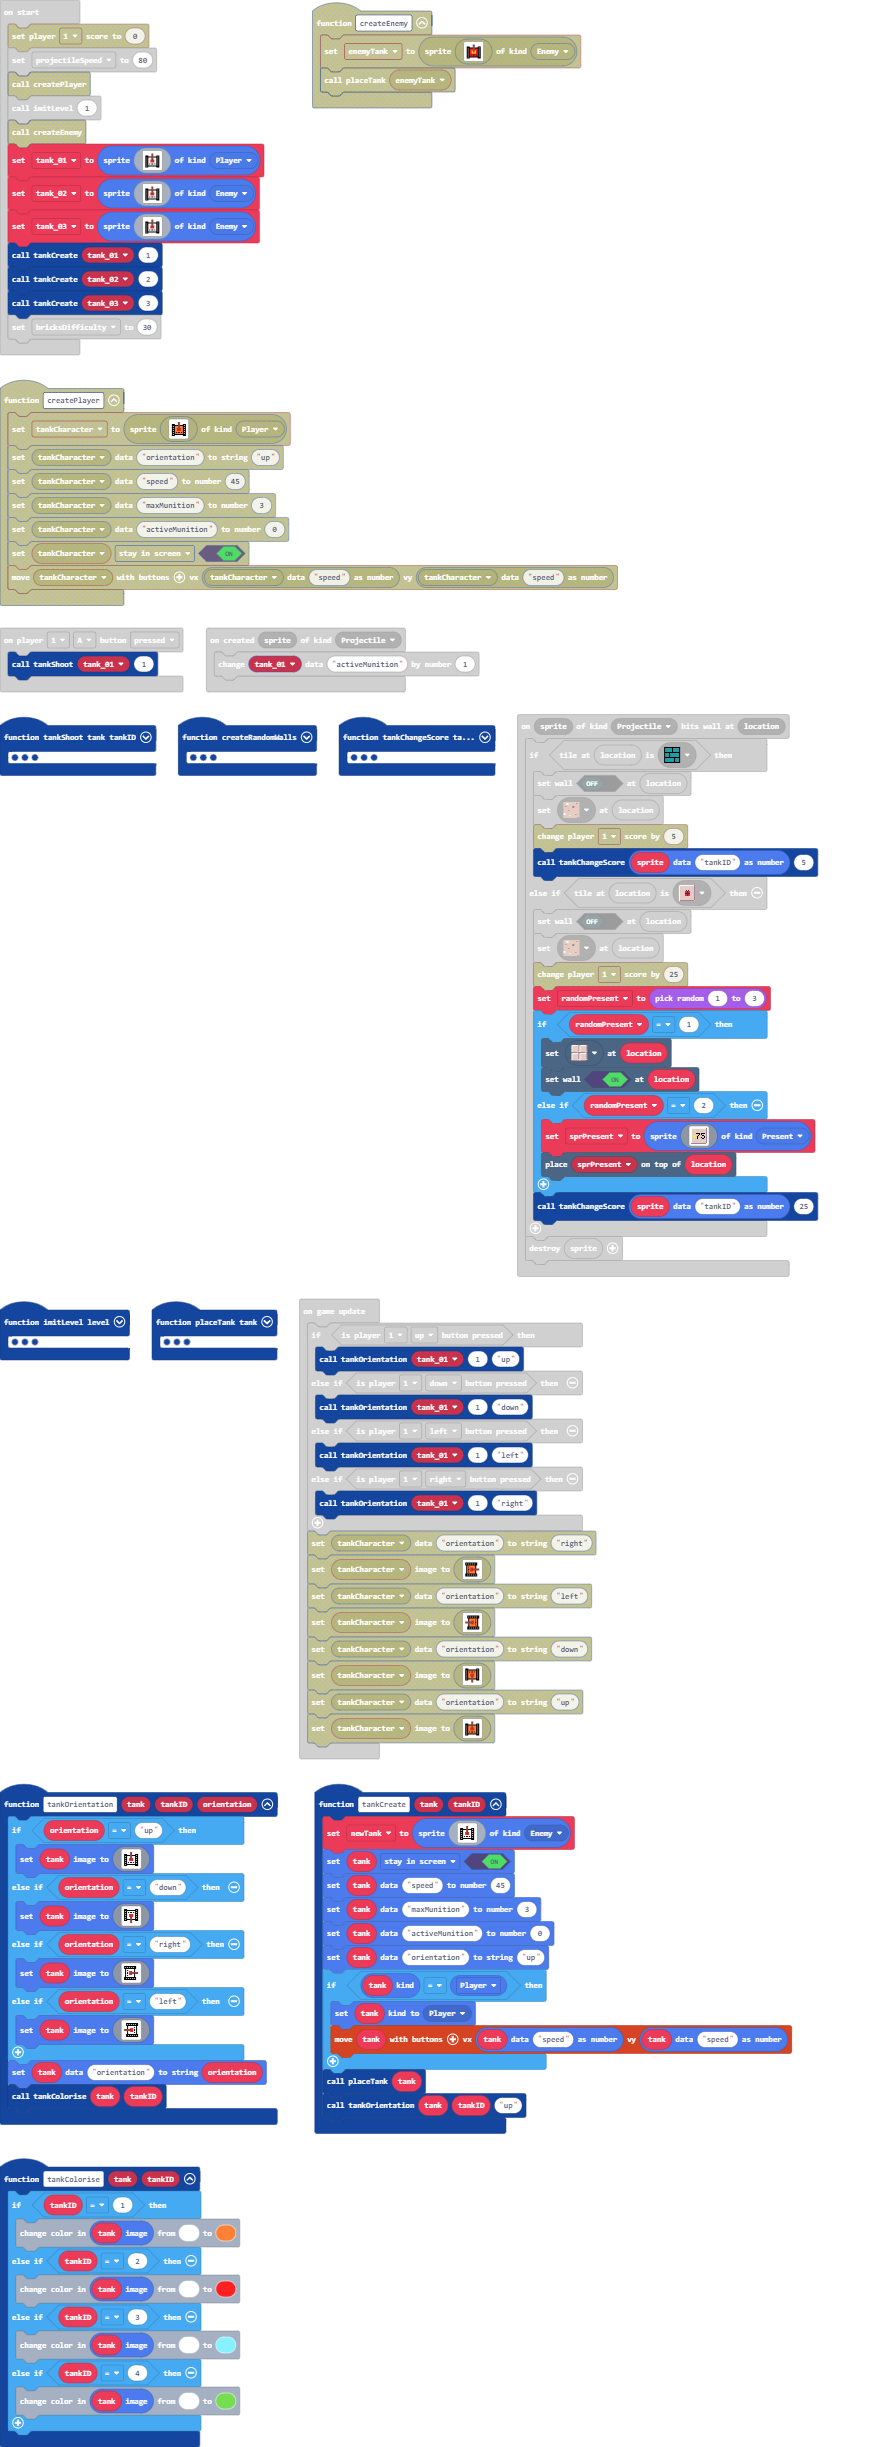 on start
set player 1 score to 0
set projectileSpeed to 80
call createPlayer
call imitLevel 1
call createEnemy
set tank_01 to sprite of kind Player
set tank_02 to sprite of kind Enemy
set tank_03 to sprite of kind Enemy
call tankCreate tank_01 1
call tankCreate tank_02 2
call tankCreate tank_03 3
set bricksDifficulty to 30
function createEnemy
set enemyTank to sprite of kind Enemy
call placeTank enemyTank
function createPlayer
set tankCharacter to sprite of kind Player
set tankCharacter data "orientation" to string "up"
set tankCharacter data "speed" to number 45
set tankCharacter data "maxMunition" to number 3
set tankCharacter data "activeMunition" to number 0
set tankCharacter stay in screen ON
move tankCharacter with buttons vx tankCharacter data "speed" as number vy tankCharacter data "speed" as number
on player 1 A button pressed
call tankShoot tank_01 1
on created sprite of kind Projectile
change tank_01 data "activeMunition" by number 1
function tankShoot tank tankID
function createRandomWalls
function tankChangeScore ta...
on sprite of kind Projectile hits wall at location
if tile at location is then
set wall OFF at location
set at location
change player 1 score by 5
call tankChangeScore sprite data "tankID" as number 5
else if tile at location is then
set wall OFF at location
set at location
change player 1 score by 25
set randomPresent to pick random 1 to 3
if randomPresent = 1 then
set at location
set wall ON at location
else if randomPresent = 2 then
set sprPresent to sprite 75 of kind Present
place sprPresent on top of location
call tankChangeScore sprite data "tankID" as number 25
destroy sprite
function imitLevel level
function placeTank tank
on game update
if is player 1 up button pressed then
call tankOrientation tank_01 1 "up"
else if is player 1 down button pressed then
call tankOrientation tank_01 1 "down"
else if is player 1 left button pressed then
call tankOrientation tank_01 1 "left"
else if is player 1 right button pressed then
call tankOrientation tank_01 1 "right"
set tankCharacter data "orientation" to string "right"
set tankCharacter image to
set tankCharacter data "orientation" to string "left"
set tankCharacter image to
set tankCharacter data "orientation" to string "down"
set tankCharacter image to
set tankCharacter data "orientation" to string "up"
set tankCharacter image to
function tankOrientation tank tankID orientation
if orientation = "up" then
set tank image to
else if orientation = "down" then
set tank image to
else if orientation = "right" then
set tank image to
else if orientation = "left" then
set tank image to
set tank data "orientation" to string orientation
call tankColorise tank tankID
function tankCreate tank tankID
set newTank to sprite of kind Enemy
set tank stay in screen ON
set tank data "speed" to number 45
set tank data "maxMunition" to number 3
set tank data "activeMunition" to number 0
set tank data "orientation" to string "up"
if tank kind = Player then
set tank kind to Player
move tank with buttons vx tank data "speed" as number vy tank data "speed" as number
call placeTank tank
call tankOrientation tank tankID "up"
function tankColorise tank tankID
if tankID = 1 then
change color in tank image from to
else if tankID = 2 then
change color in tank image from to
else if tankID = 3 then
change color in tank image from to
else if tankID = 4 then
change color in tank image from to